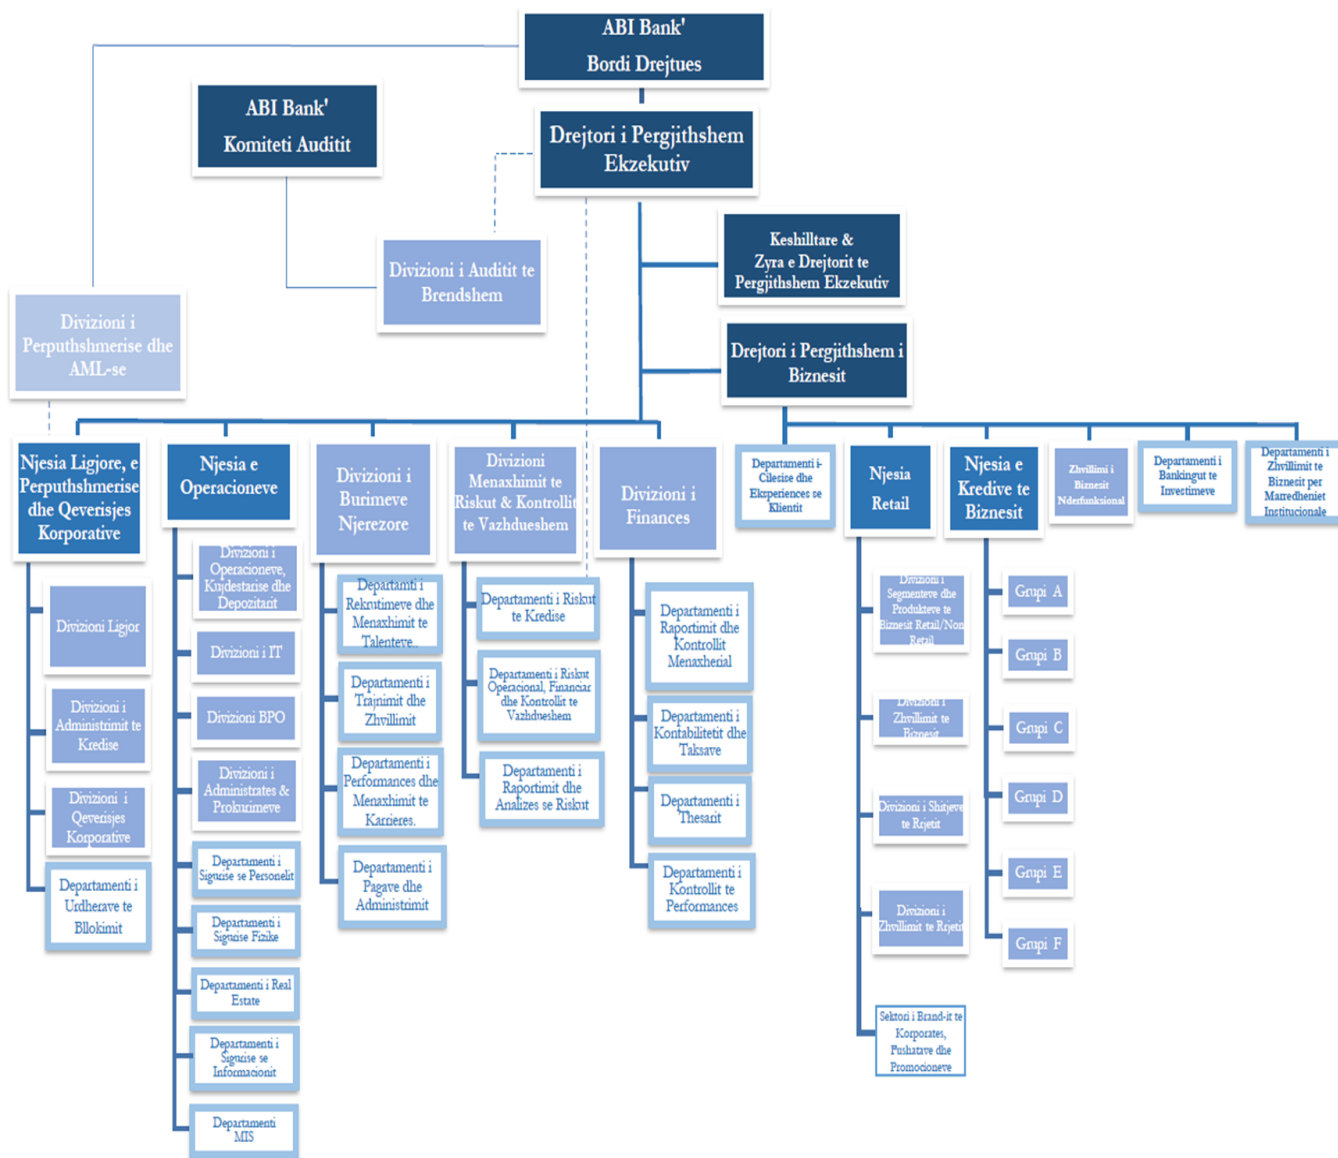 ABI Bank'
Bordi Drejtues
ABI Bank'
Komiteti Auditit
Drejtori i Pergjithshem
Ekzekutiv
Keshilltare &
Zyra e Drejtorit te
Pergjithshem Ekzekutiv
Divizioni i Auditit te
Brendshem
Divizioni i
Perputhshmerise dhe
AML-se
Drejtori i Pergjithshem i
Biznesit
Njesia Ligjore, e
Perputhshmerise
dhe Qeverisjes
Korporative
Njesia e
Operacioneve
Divizioni i
Burimeve
Njerezore
Divizioni
Menaxhimit te
Riskut & Kontrollit
te Vazhdueshem
Divizioni i
Finances
Departamenti i
Cilesise dhe
Eksperiences se
Klientit
Njesia
Retail
Njesia e
Kredive te
Biznesit
Zhvillimi i
Biznesit
Nderfunksional
Departamenti i
Bankingut te
Investimeve
Departamenti i
Zhvillimit te
Biznesit per
Marredheniet
Institucionale
Divizioni Ligjor
Divizioni i
Administrimit te
Kredise
Divizioni i
Qeverisjes
Korporative
Departamenti i
Urdherave te
Bllokimit
Divizioni i
Operacioneve,
Kujdestarise dhe
Depozitarit
Divizioni i IT
Divizioni BPO
Divizioni i
Administrates &
Prokurimeve
Departamenti i
Sigurise se Personelit
Departamenti i
Sigurise Fizike
Departamenti i Real
Estate
Departamenti i
Sigurise se
Informacionit
Departamenti
MIS
Departamti i
Rekrutimeve dhe
Menaxhimit te
Talenteve..
Departamenti i
Trajnimit dhe
Zhvillimit
Departamenti i
Performances dhe
Menaxhimit te
Karrieres.
Departamenti i
Pagave dhe
Administrimit
Departamenti i Riskut
te Kredise
Departamenti i Riskut
Operacional, Financiar
dhe Kontrollit te
Vazhdueshem
Departamenti i
Raportimit dhe
Analizes se Riskut
Departamenti i
Raportimit dhe
Kontrollit
Menaxherial
Departamenti i
Kontabilitetit dhe
Taksave
Departamenti i
Thesarit
Departamenti i
Kontrollit te
Performances
Divizioni i
Segmenteve dhe
Produkteve te
Biznesit Retail/Non
Retail
Divizioni i
Zhvillimit te
Biznesit
Divizioni i Shitjeve
te Rrjetit
Divizioni i
Zhvillimit te Rrjetit
Sektori i Brand-it te
Korporates,
Fushatave dhe
Promocioneve
Grupi A
Grupi B
Grupi C
Grupi D
Grupi E
Grupi F